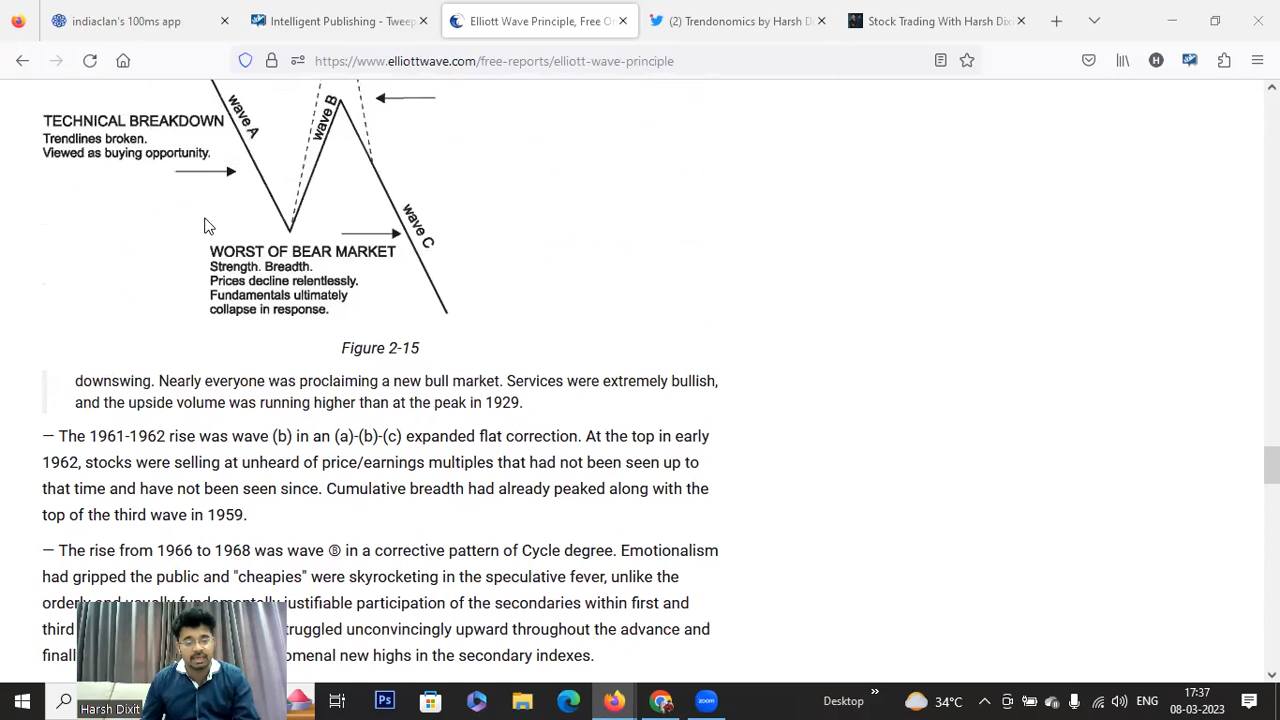 indiaclan's 100ms app
Intelligent Publishing - Tweep
Elliott Wave Principle, Free O
(2) Trendonomics by Harsh D
Stock Trading With Harsh Dixi
https://www.elliottwave.com/free-reports/elliott-wave-principle
H
wave A
wave B
TECHNICAL BREAKDOWN
Trendlines broken.
Viewed as buying opportunity.
wave C
WORST OF BEAR MARKET
Strength. Breadth.
Prices decline relentlessly.
Fundamentals ultimately
collapse in response.
Figure 2-15
downswing. Nearly everyone was proclaiming a new bull market. Services were extremely bullish,
and the upside volume was running higher than at the peak in 1929.
— The 1961-1962 rise was wave (b) in an (a)-(b)-(c) expanded flat correction. At the top in early
1962, stocks were selling at unheard of price/earnings multiples that had not been seen up to
that time and have not been seen since. Cumulative breadth had already peaked along with the
top of the third wave in 1959.
— The rise from 1966 to 1968 was wave Ⓑ in a corrective pattern of Cycle degree. Emotionalism
had gripped the public and "cheapies" were skyrocketing in the speculative fever, unlike the
orderly and usually fundamentally justifiable participation of the secondaries within first and
third truggled unconvincingly upward throughout the advance and
finall omenal new highs in the secondary indexes.
Harsh Dixit
Ps
zoom
Desktop
34°C
ENG
17:37
08-03-2023